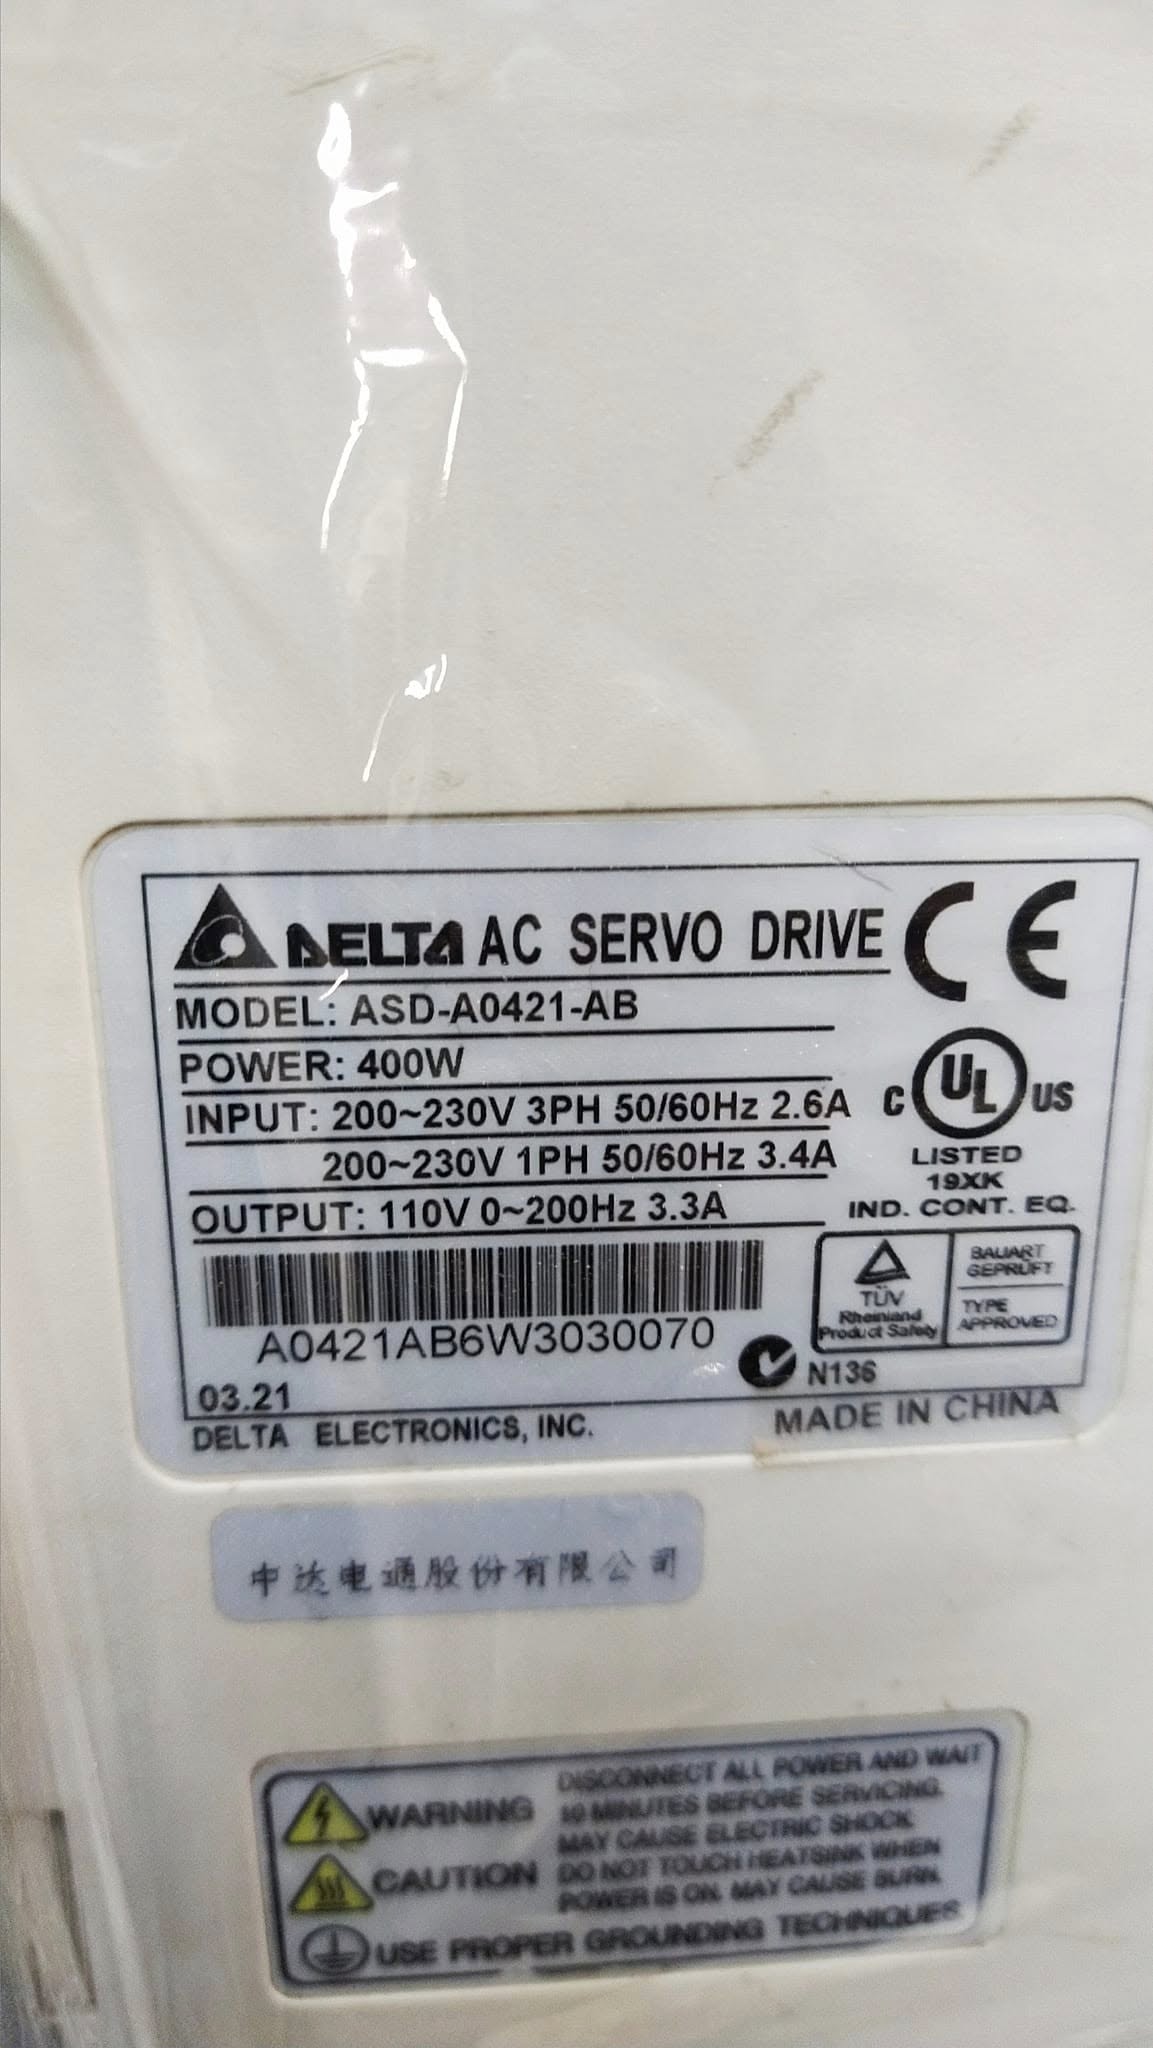 DELTA AC SERVO DRIVE
MODEL: ASD-A0421-AB
POWER: 400W
INPUT: 200~230V 3PH 50/60Hz 2.6A
200~230V 1PH 50/60Hz 3.4A
OUTPUT: 110V 0~200Hz 3.3A
A0421AB6W3030070
03.21
DELTA ELECTRONICS, INC.
CE
C UL US
LISTED
19XK
IND. CONT. EQ.
TÜV
Rheinland
Product Safety
BAUART
GEPRÜFT
TYPE
APPROVED
N136
MADE IN CHINA
中达电通股份有限公司
WARNING
DISCONNECT ALL POWER AND WAIT
10 MINUTES BEFORE SERVICING.
MAY CAUSE ELECTRIC SHOCK.
CAUTION
DO NOT TOUCH HEATSINK WHEN
POWER IS ON. MAY CAUSE BURN.
USE PROPER GROUNDING TECHNIQUES